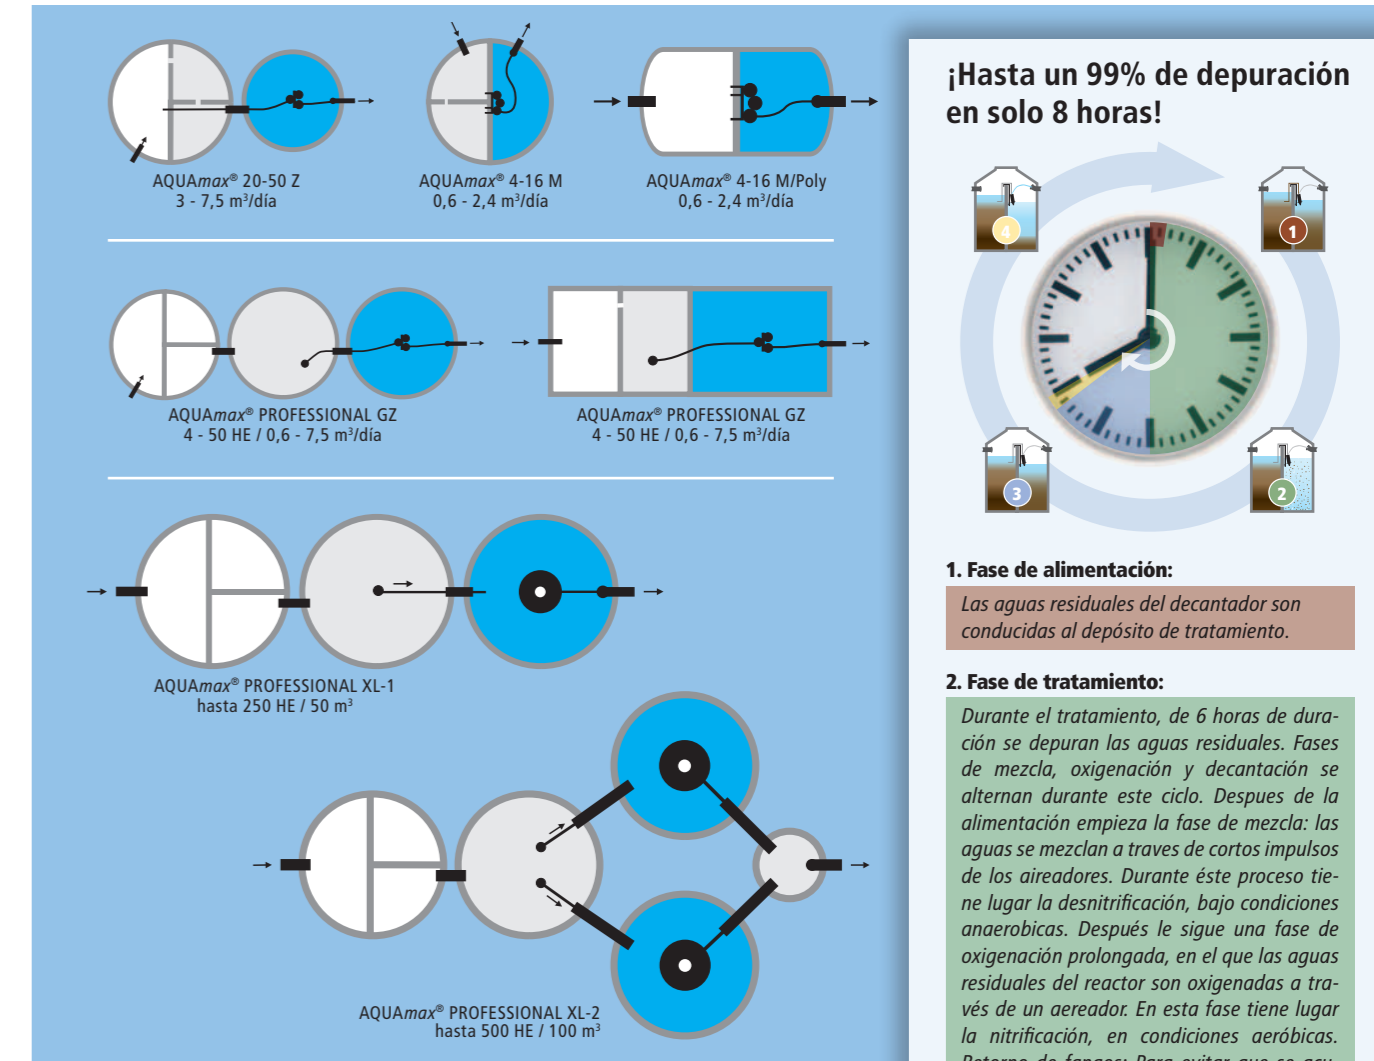 AQUAmax® 20-50 Z
3 - 7,5 m³/día
AQUAmax® 4-16 M
0,6 - 2,4 m³/día
AQUAmax® 4-16 M/Poly
0,6 - 2,4 m³/día
AQUAmax® PROFESSIONAL GZ
4 - 50 HE / 0,6 - 7,5 m³/día
AQUAmax® PROFESSIONAL GZ
4 - 50 HE / 0,6 - 7,5 m³/día
AQUAmax® PROFESSIONAL XL-1
hasta 250 HE / 50 m³
AQUAmax® PROFESSIONAL XL-2
hasta 500 HE / 100 m³
¡Hasta un 99% de depuración
en solo 8 horas!
4
1
3
2
1. Fase de alimentación:
Las aguas residuales del decantador son
conducidas al depósito de tratamiento.
2. Fase de tratamiento:
Durante el tratamiento, de 6 horas de dura-
ción se depuran las aguas residuales. Fases
de mezcla, oxigenación y decantación se
alternan durante este ciclo. Despues de la
alimentación empieza la fase de mezcla: las
aguas se mezclan a traves de cortos impulsos
de los aireadores. Durante éste proceso tie-
ne lugar la desnitrificación, bajo condiciones
anaerobicas. Después le sigue una fase de
oxigenación prolongada, en el que las aguas
residuales del reactor son oxigenadas a tra-
vés de un aereador. En esta fase tiene lugar
la nitrificación, en condiciones aeróbicas.
Retorno de fangos: Para evitar que se acu-